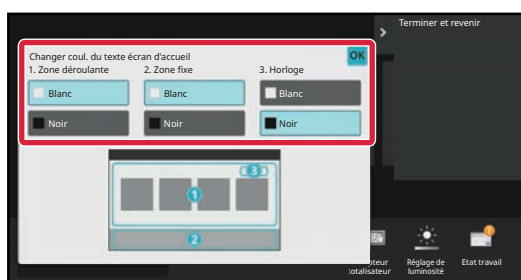 Terminer et revenir
Changer coul. du texte écran d'accueil
OK
1. Zone déroulante
2. Zone fixe
3. Horloge
Blanc
Blanc
Blanc
Noir
Noir
Noir
3
1
2
Réglage de
luminosité
Etat travail